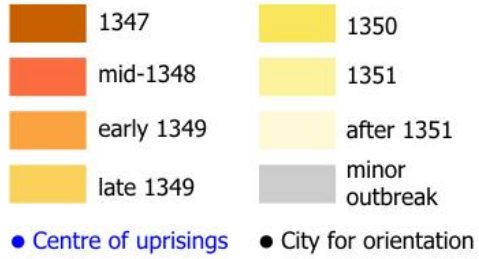 1347
mid-1348
early 1349
late 1349
1350
1351
after 1351
minor
outbreak
Centre of uprisings
City for orientation